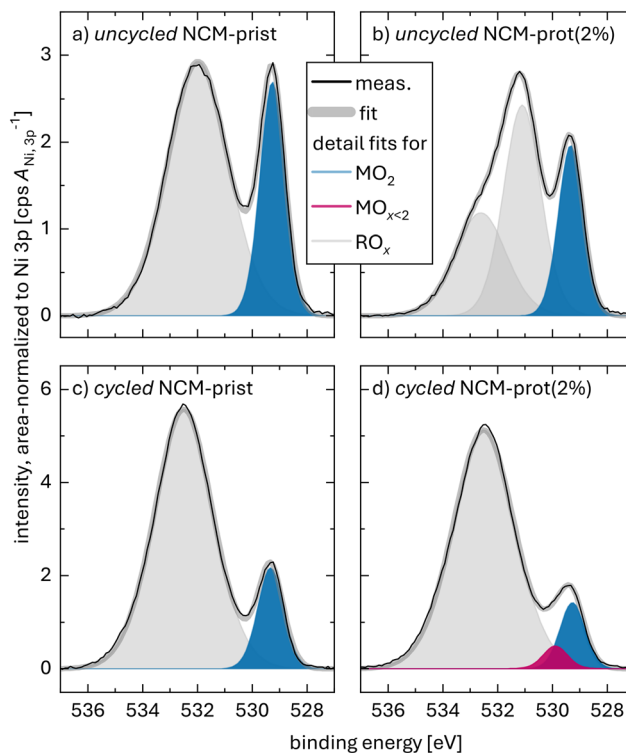 a) uncycled NCM-prist
b) uncycled NCM-prot(2%)
meas.
fit
detail fits for
MO₂
MOₓ<₂
ROₓ
3
2
1
0
c) cycled NCM-prist
d) cycled NCM-prot(2%)
6
4
2
0
536 534 532 530 528
536 534 532 530 528
binding energy [eV]
intensity, area-normalized to Ni 3p [cps A_Ni, 3p⁻¹]